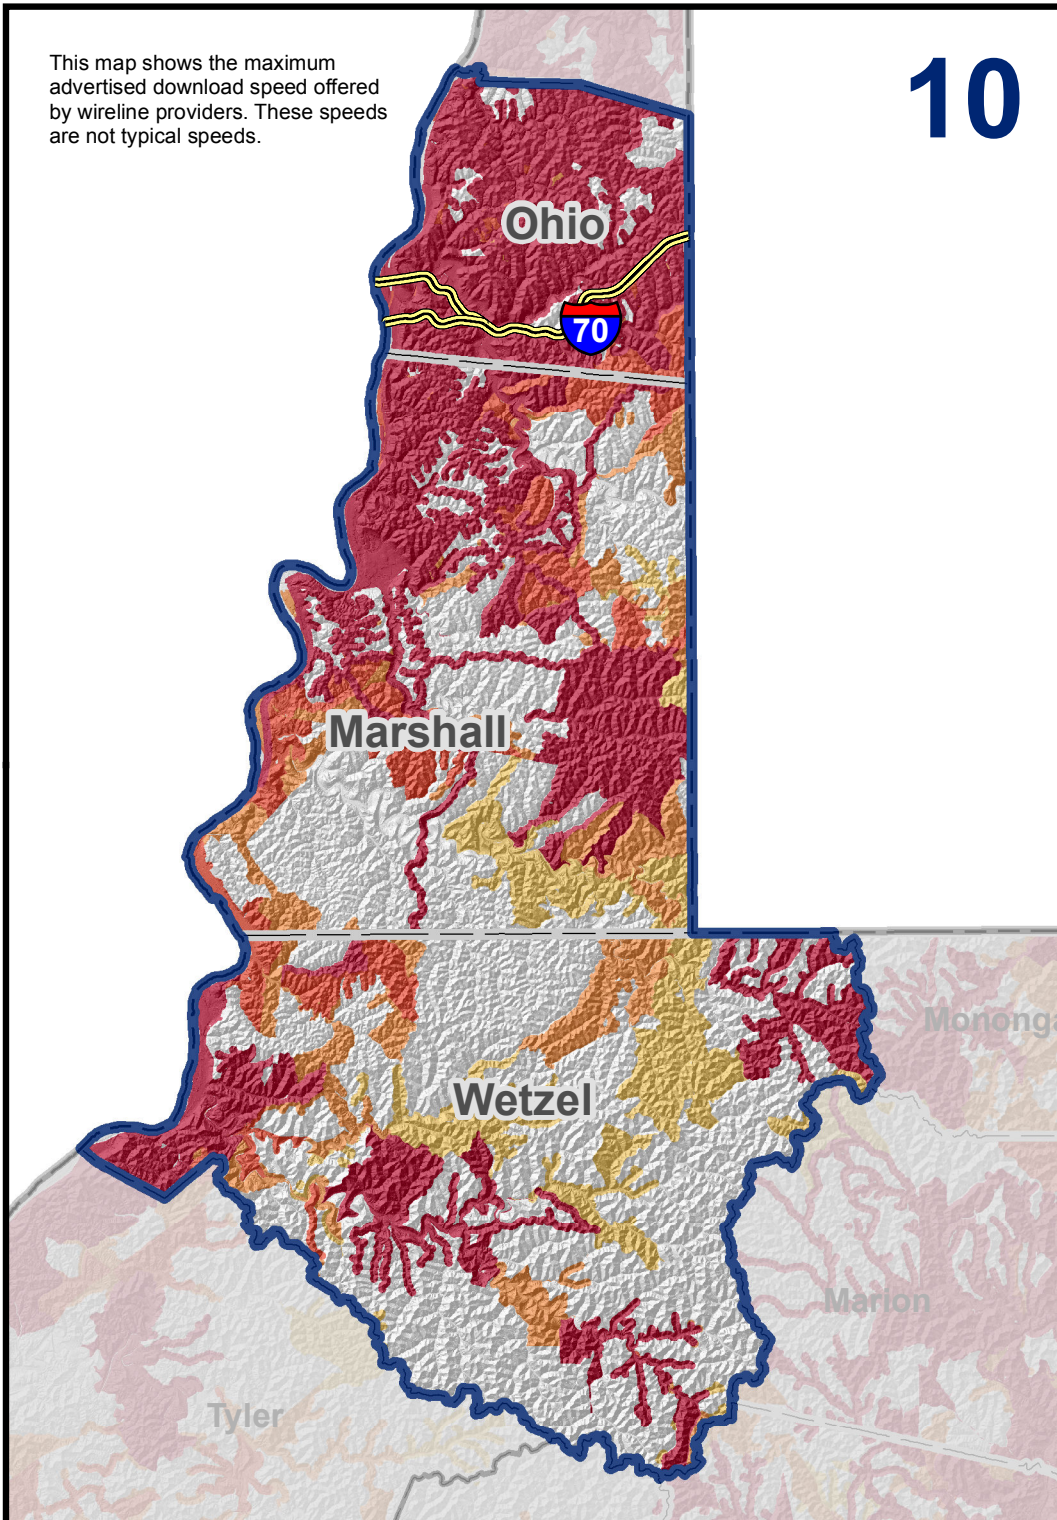 This map shows the maximum
advertised download speed offered
by wireline providers. These speeds
are not typical speeds.
10
Ohio
70
Marshall
Monong
Wetzel
Marion
Tyler